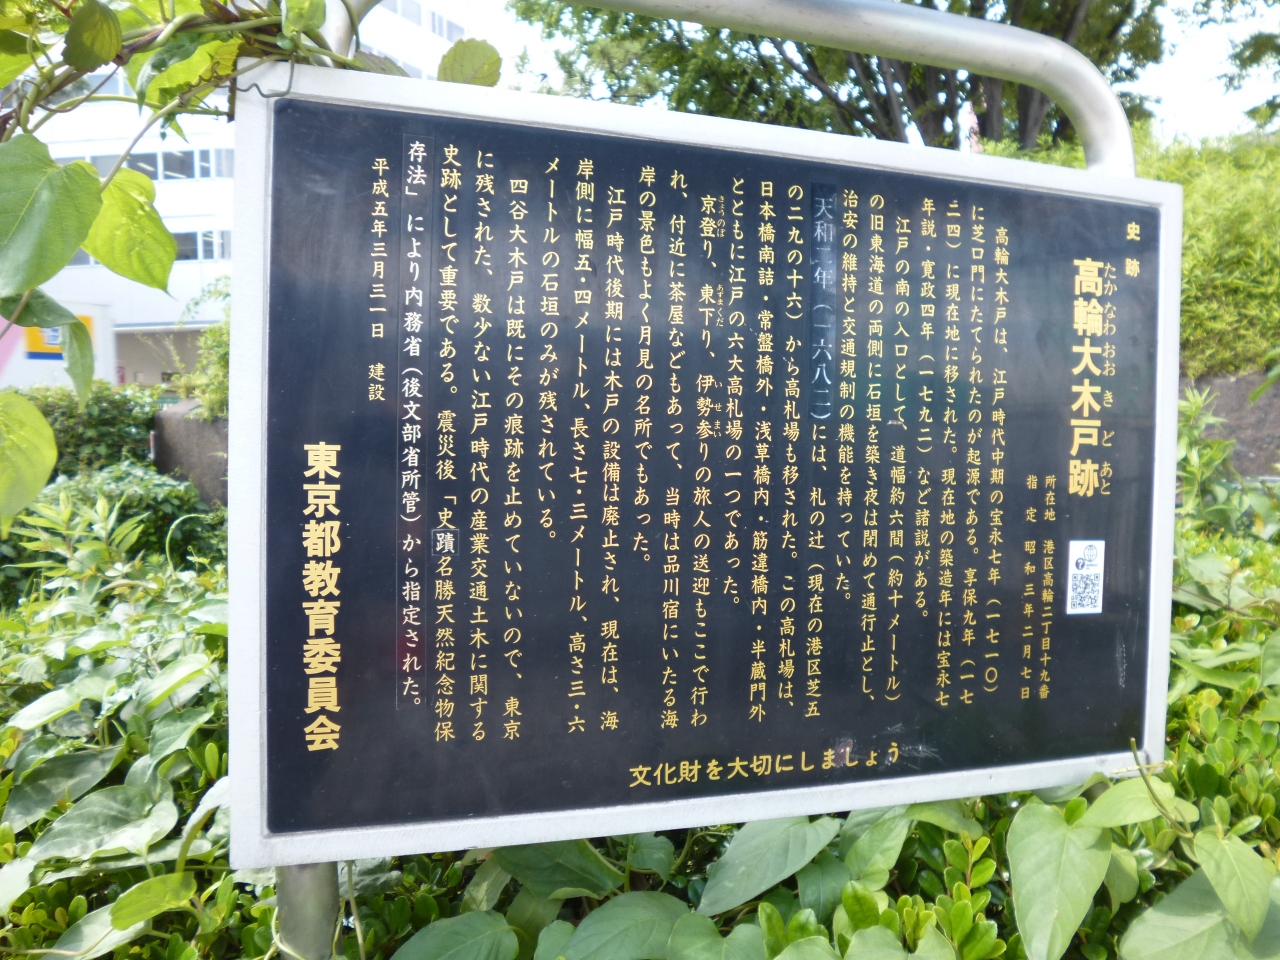 史跡
高輪大木戸跡
たかなわおおきどあと
所在地 港区高輪二丁目十九番
指定 昭和三年二月七日
高輪大木戸は、江戸時代中期の宝永七年(一七一〇)
に芝口門にたてられたのが起源である。享保九年(一七
二四)に現在地に移された。現在地の築造年には宝永七
年説・寛政四年(一七九二)など諸説がある。
江戸の南の入口として、道幅約六間(約十メートル)
の旧東海道の両側に石垣を築き夜は閉めて通行止とし、
治安の維持と交通規制の機能を持っていた。
天和二年(一六八二)には、札の辻(現在の港区芝五
の二九の十六)から高札場も移された。この高札場は、
日本橋南詰・常盤橋外・浅草橋内・筋違橋内・半蔵門外
とともに江戸の六大高札場の一つであった。
京登り、東下り、伊勢参りの旅人の送迎もここで行わ
きょうのぼ あずまくだ いせまい
れ、付近に茶屋などもあって、当時は品川宿にいたる海
岸の景色もよく月見の名所でもあった。
江戸時代後期には木戸の設備は廃止され、現在は、海
岸側に幅五・四メートル、長さ七・三メートル、高さ三・六
メートルの石垣のみが残されている。
四谷大木戸は既にその痕跡を止めていないので、東京
に残された、数少ない江戸時代の産業交通土木に関する
史跡として重要である。震災後「史蹟名勝天然紀念物保
存法」により内務省(後文部省所管)から指定された。
平成五年三月三一日 建設
東京都教育委員会
文化財を大切にしましょう